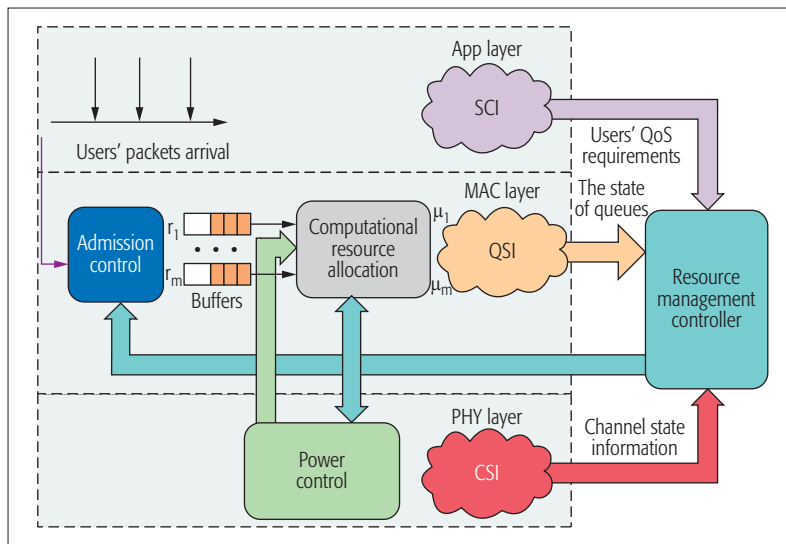 App layer
SCI
Users' packets arrival
Users' QoS
requirements
MAC layer
The state
of queues
Admission
control
r1
• • •
rm
Buffers
Computational
resource
allocation
μ1
μm
QSI
Resource
management
controller
PHY layer
Power
control
CSI
Channel state
information